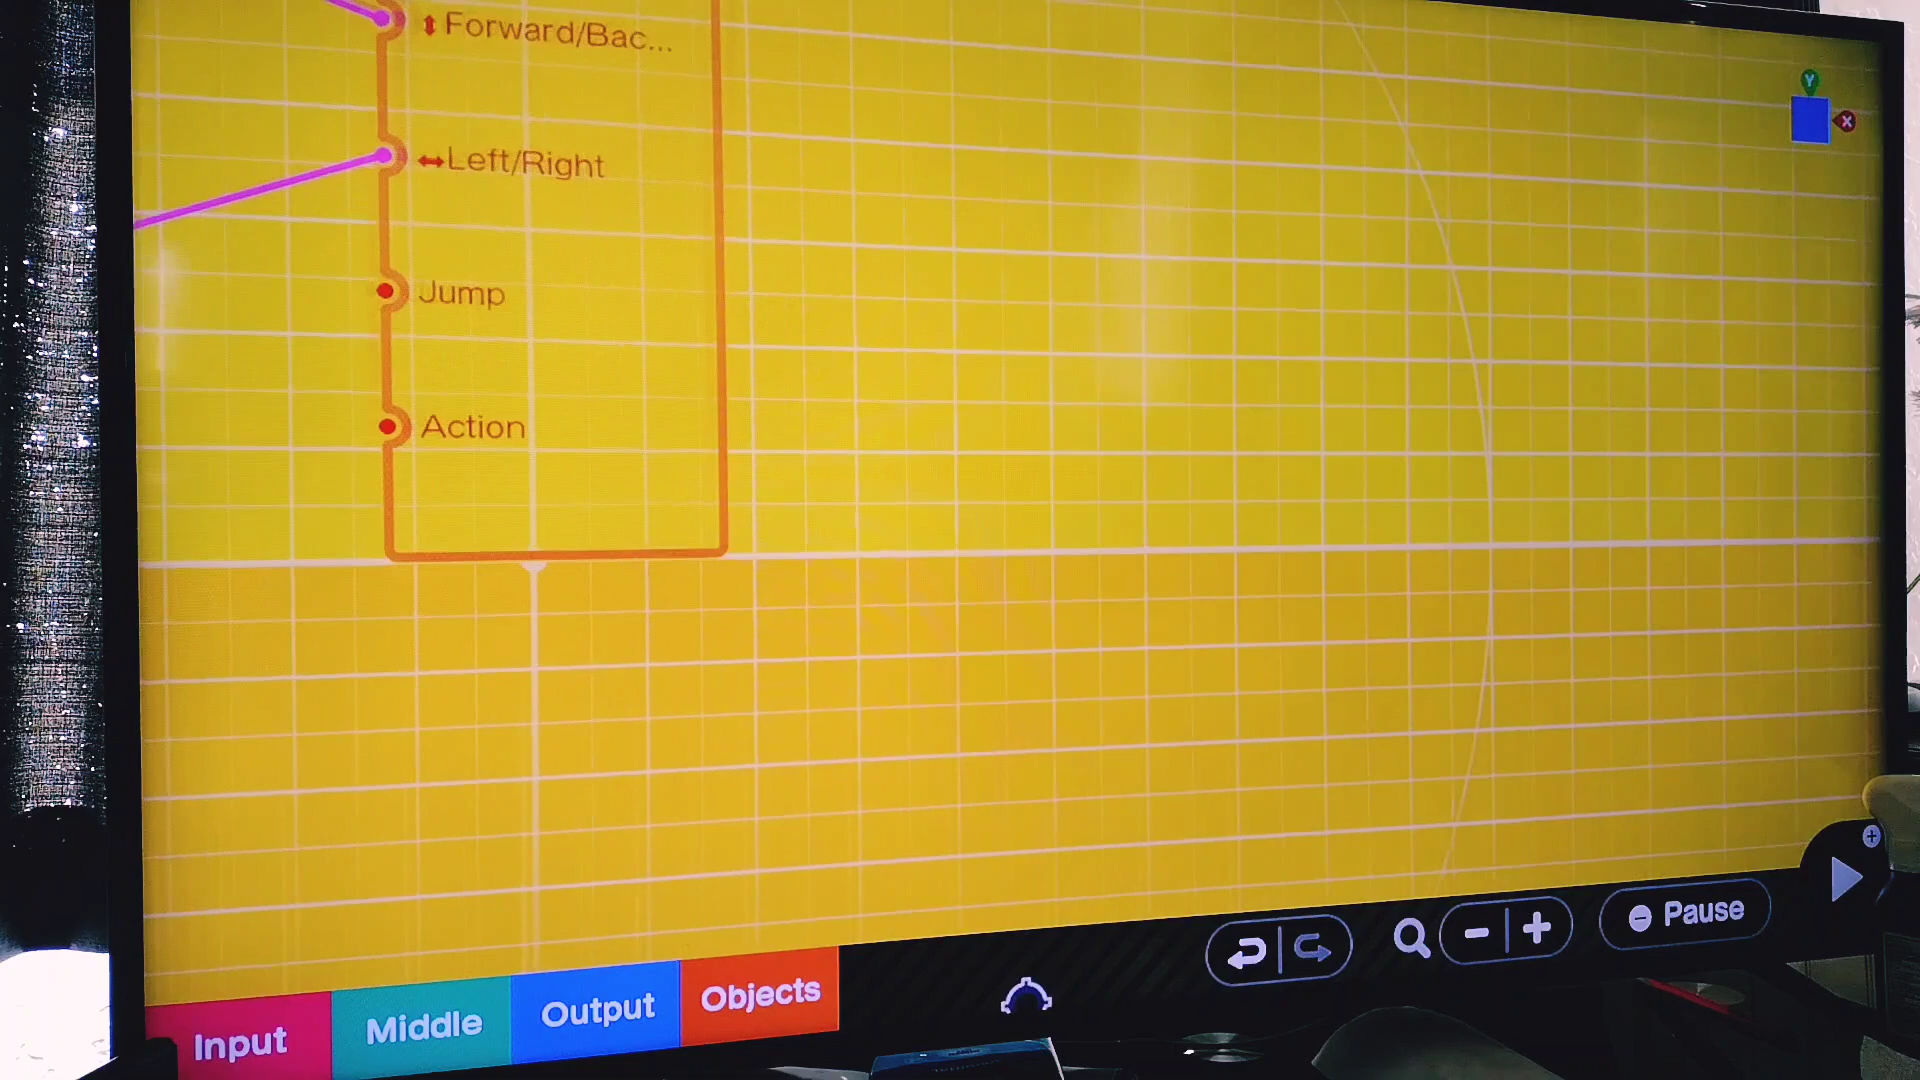 Forward/Bac...
Left/Right
Jump
Action
Y
X
Pause
Input
Middle
Output
Objects